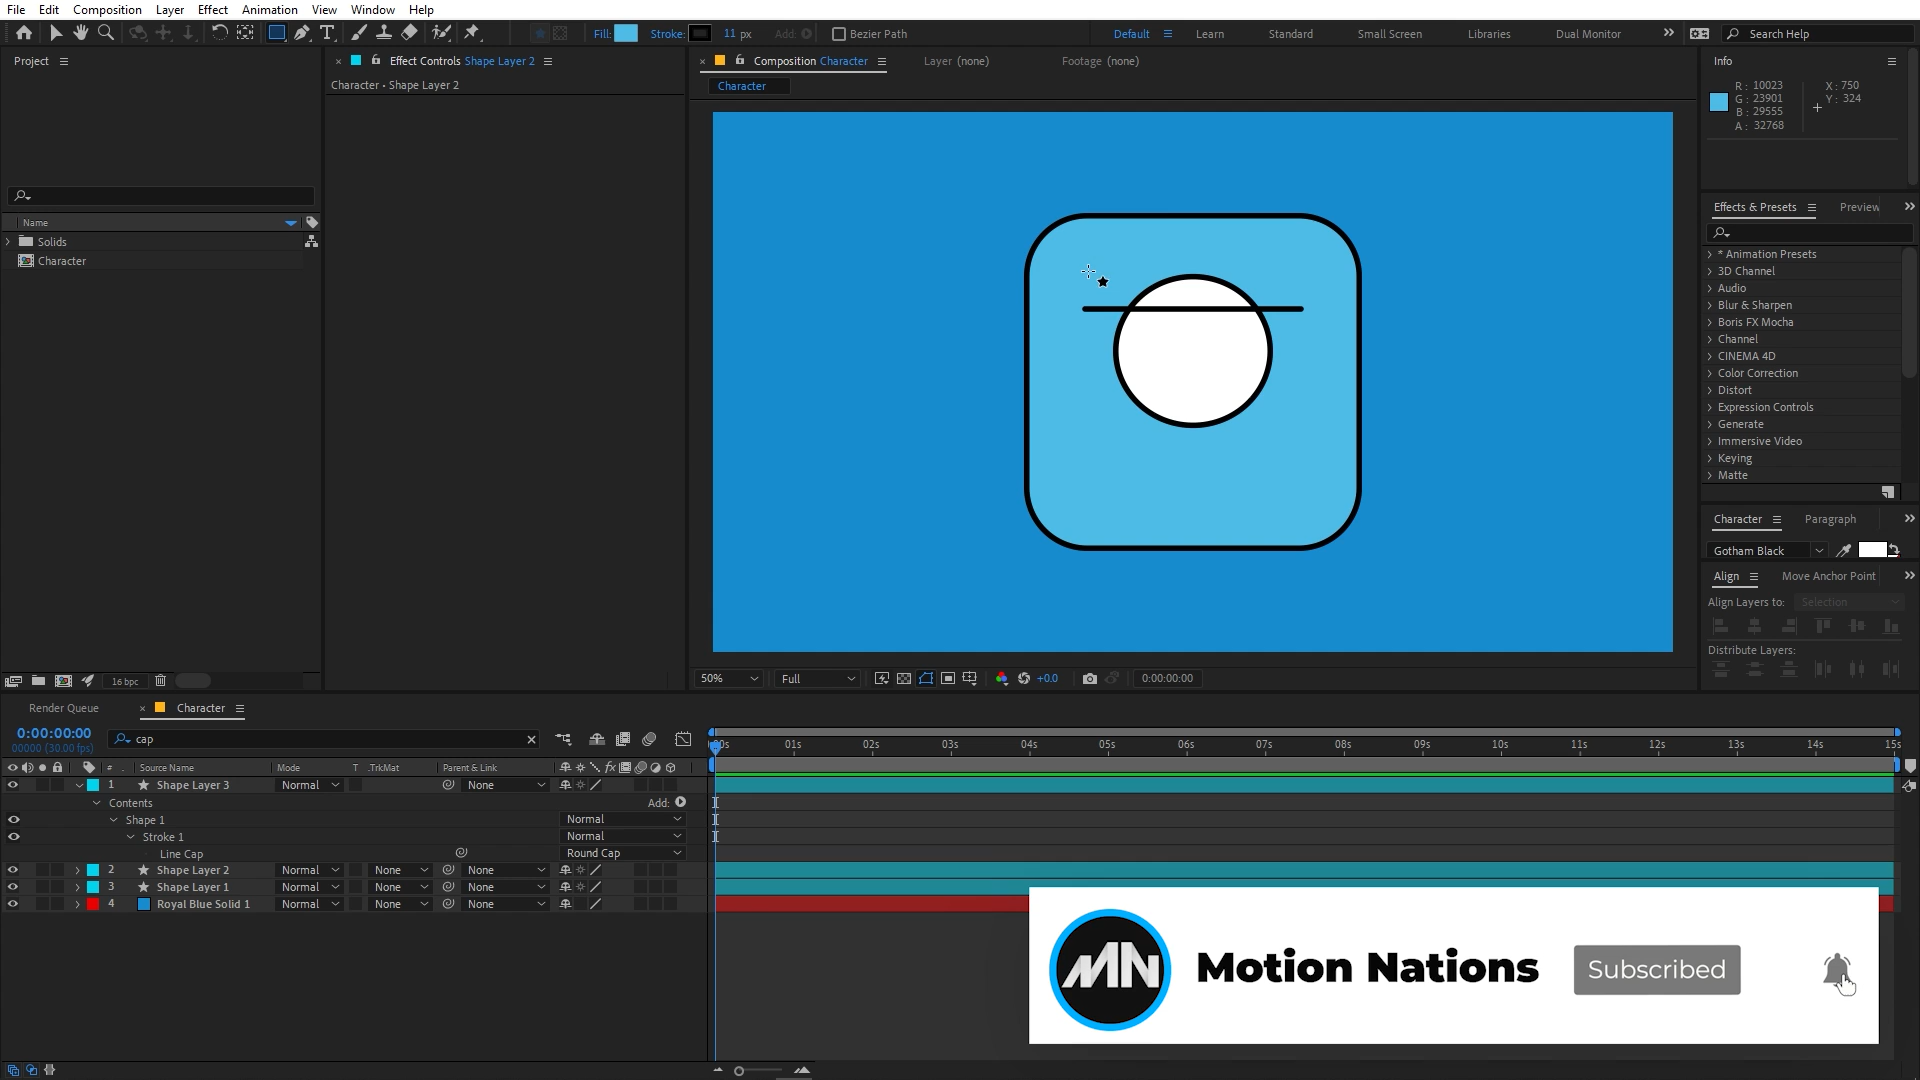 File Edit Composition Layer Effect Animation View Window Help
Fill: Stroke: 11 px Add: Bezier Path Default Learn Standard Small Screen Libraries Dual Monitor Search Help
Project
Effect Controls Shape Layer 2
Composition Character
Layer (none)
Footage (none)
Info
Character • Shape Layer 2
Character
R: 10023
G: 23901
B: 29555
A: 32768
X: 750
Y: 324
Name
Solids
Character
Effects & Presets Preview
* Animation Presets
3D Channel
Audio
Blur & Sharpen
Boris FX Mocha
Channel
CINEMA 4D
Color Correction
Distort
Expression Controls
Generate
Immersive Video
Keying
Matte
Character Paragraph
Gotham Black
Align Move Anchor Point
Align Layers to: Selection
Distribute Layers:
16 bpc
50% Full +0.0 0:00:00:00
Render Queue Character
0:00:00:00
00000 (30.00 fps)
cap
00s 01s 02s 03s 04s 05s 06s 07s 08s 09s 10s 11s 12s 13s 14s 15s
# Source Name Mode T .TrkMat Parent & Link
1 Shape Layer 3 Normal None
Contents Add:
Shape 1 Normal
Stroke 1 Normal
Line Cap Round Cap
2 Shape Layer 2 Normal None None
3 Shape Layer 1 Normal None None
4 Royal Blue Solid 1 Normal None None
MN
Motion Nations
Subscribed